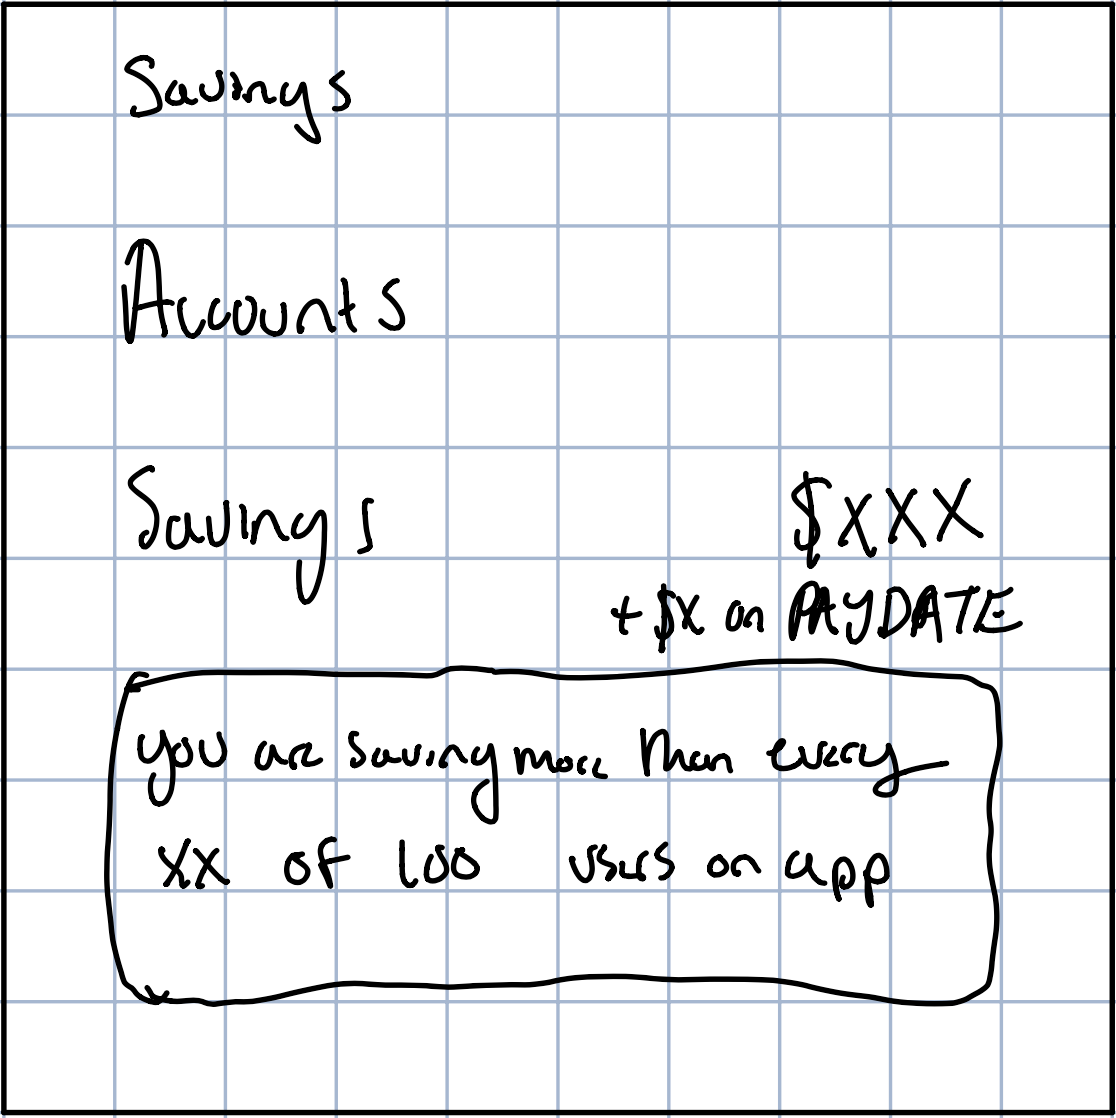 Savings
Accounts
Savings $XXX
+$X on PAYDATE
you are saving more than every
XX of 100 users on app